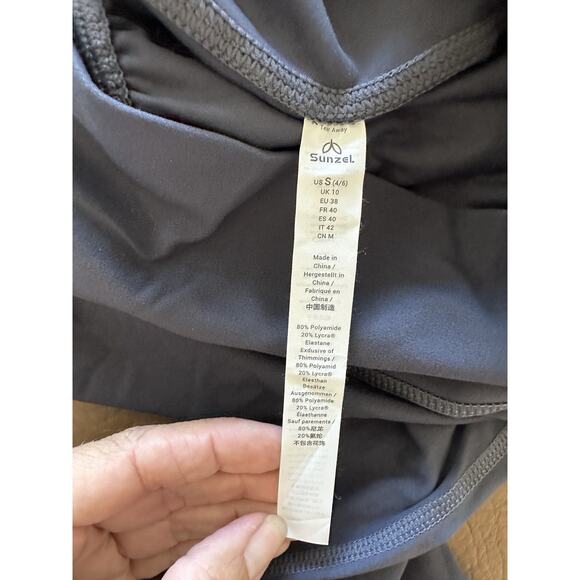 Tear Away
Sunzel
US S (4/6)
UK 10
EU 38
FR 40
ES 40
IT 42
CN M
Made in
China /
Hergestellt in
China /
Fabriqué en
China /
中国制造
80% Polyamide
20% Lycra®
Elastane
Exclusive of
Thimmings /
80% Polyamid
20% Lycra®
Elasthan
Besätze
Ausgenommen /
80% Polyamide
20% Lycra®
Élasthanne
Sauf parements /
80%尼龙
20%氨纶
不包含花饰